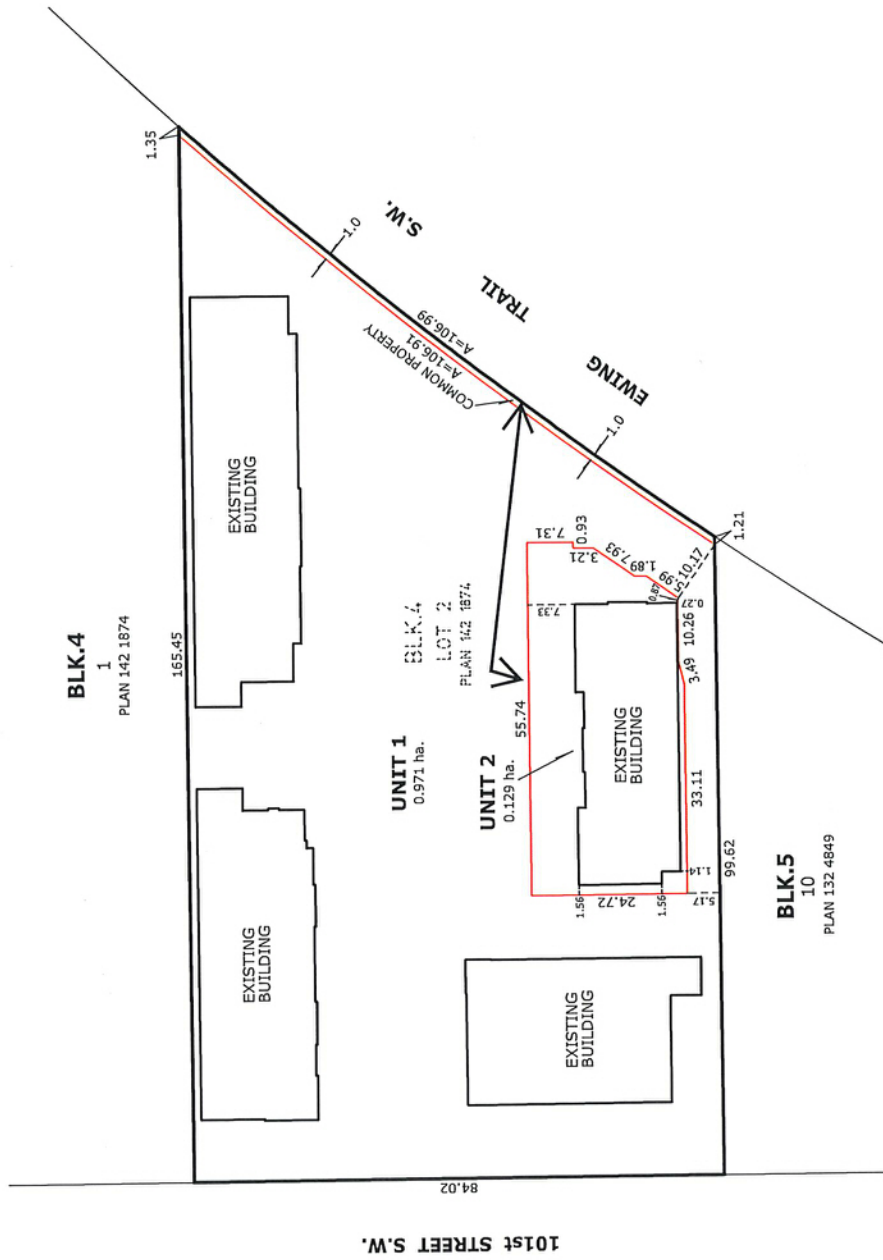 BLK.4
1
PLAN 142 1874
165.45
1.35
S.W.
1.0
TRAIL
A=106.99
A=106.91
COMMON PROPERTY
EWING
1.0
EXISTING
BUILDING
EXISTING
BUILDING
BLK.4
LOT 2
PLAN 142 1874
UNIT 1
0.971 ha.
55.74
7.31
0.93
3.21
7.93
1.89
5.99
0.87
10.17
1.21
7.33
0.27
10.26
3.49
UNIT 2
0.129 ha.
EXISTING
BUILDING
33.11
1.14
1.56
24.72
1.56
5.17
99.62
EXISTING
BUILDING
BLK.5
10
PLAN 132 4849
84.02
101st STREET S.W.